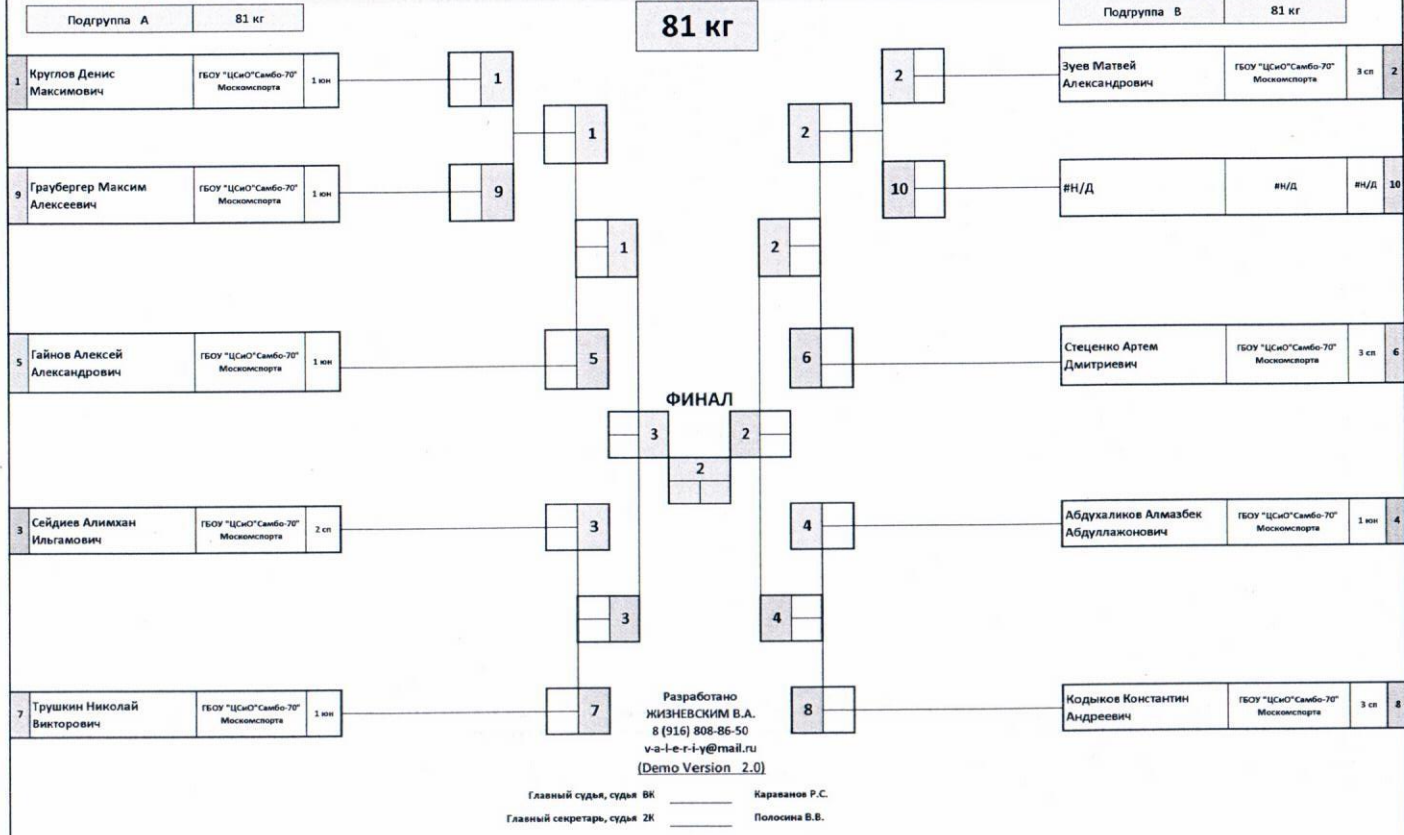 Подгруппа А 81 кг
81 кг
Подгруппа В 81 кг
1 Круглов Денис Максимович ГБОУ "ЦСиО"Самбо-70" Москомспорта 1 юн
9 Граубергер Максим Алексеевич ГБОУ "ЦСиО"Самбо-70" Москомспорта 1 юн
5 Гайнов Алексей Александрович ГБОУ "ЦСиО"Самбо-70" Москомспорта 1 юн
3 Сейдиев Алимхан Ильгамович ГБОУ "ЦСиО"Самбо-70" Москомспорта 2 сп
7 Трушкин Николай Викторович ГБОУ "ЦСиО"Самбо-70" Москомспорта 1 юн
1
9
1
5
1
3
7
3
ФИНАЛ
3 2
2
2
10
2
6
2
4
8
4
Зуев Матвей Александрович ГБОУ "ЦСиО"Самбо-70" Москомспорта 3 сп 2
#Н/Д #Н/Д #Н/Д 10
Стеценко Артем Дмитриевич ГБОУ "ЦСиО"Самбо-70" Москомспорта 3 сп 6
Абдухаликов Алмазбек Абдуллажонович ГБОУ "ЦСиО"Самбо-70" Москомспорта 1 юн 4
Кодыков Константин Андреевич ГБОУ "ЦСиО"Самбо-70" Москомспорта 3 сп 8
Разработано
ЖИЗНЕВСКИМ В.А.
8 (916) 808-86-50
v-a-l-e-r-i-y@mail.ru
(Demo Version 2.0)
Главный судья, судья ВК Караванов Р.С.
Главный секретарь, судья 2К Полосина В.В.